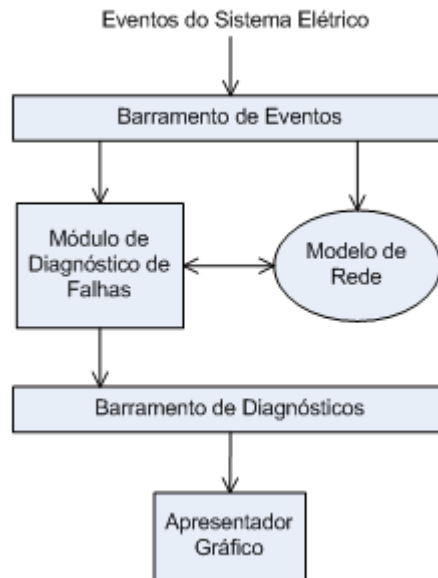 Eventos do Sistema Elétrico
Barramento de Eventos
Módulo de
Diagnóstico de
Falhas
Modelo de
Rede
Barramento de Diagnósticos
Apresentador
Gráfico